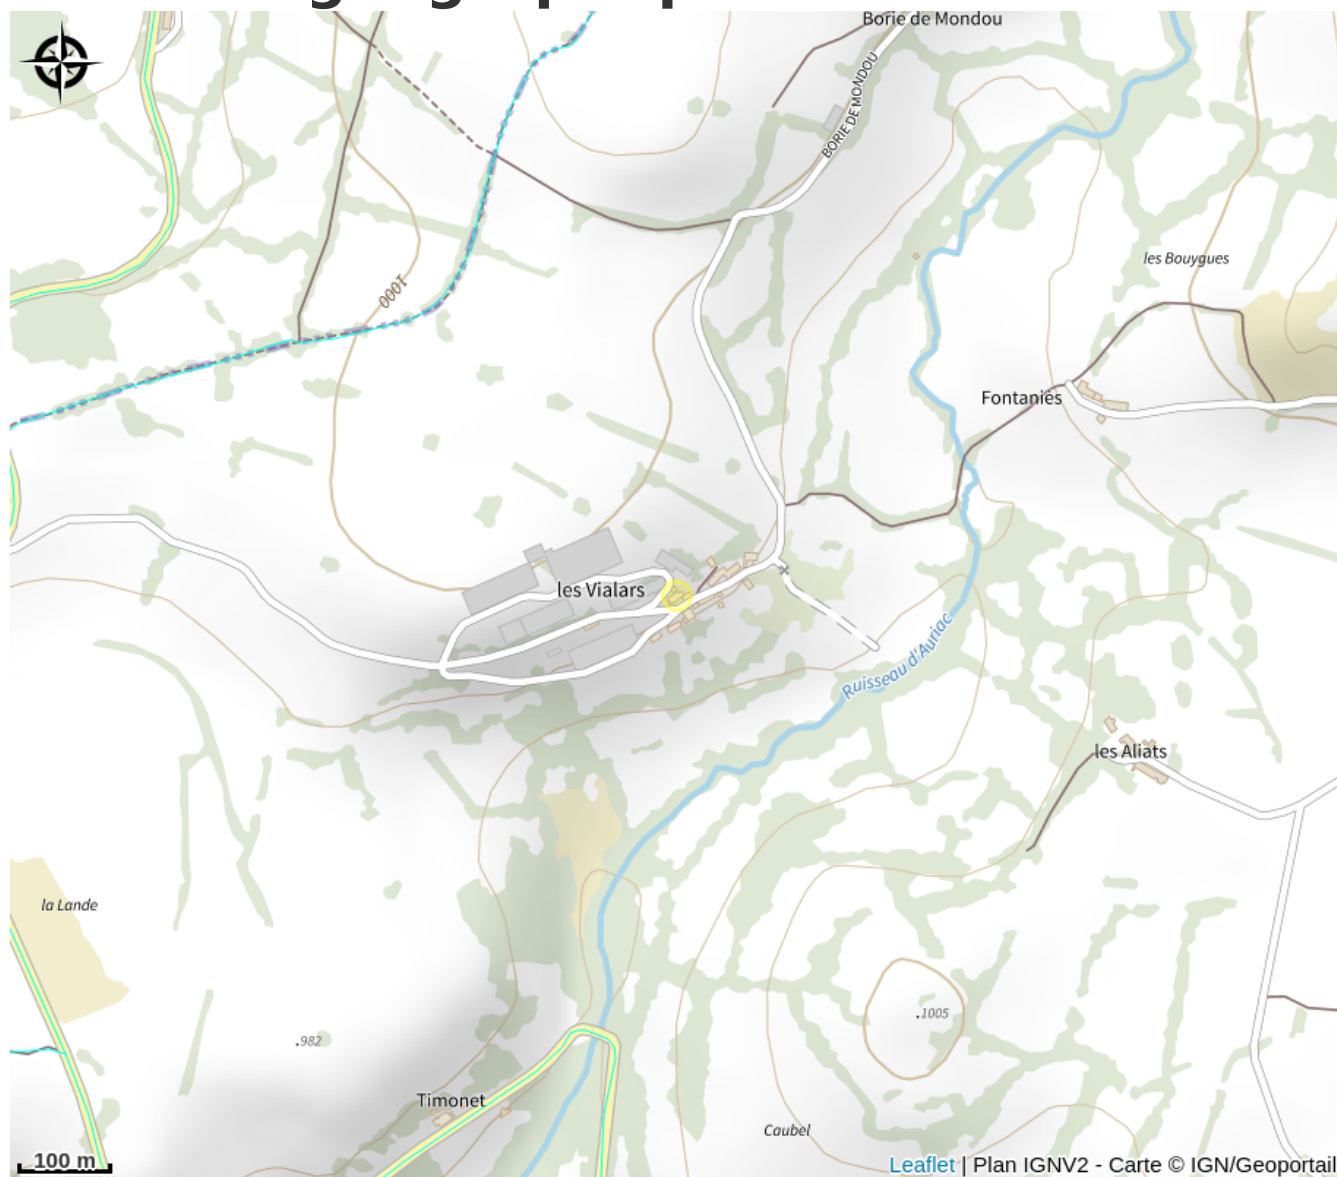 Borie de Mondou
BORIE DE MONDOU
les Bouygues
1000
Fontaniés
les Vialars
Ruisseau d'Auriac
les Aliats
la Lande
.1005
.982
Timonet
Caubel
100 m
Leaflet | Plan IGNV2 - Carte © IGN/Geoportail